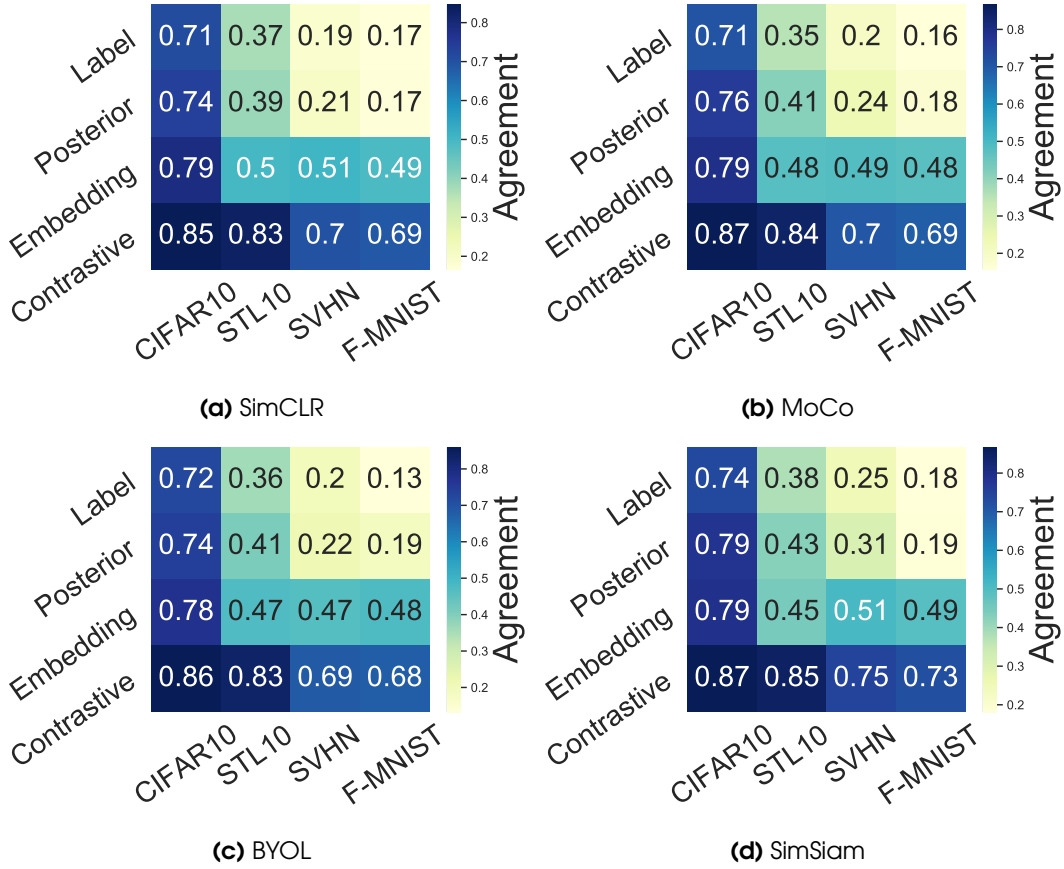 Label 0.71 0.37 0.19 0.17
Posterior 0.74 0.39 0.21 0.17
Embedding 0.79 0.5 0.51 0.49
Contrastive 0.85 0.83 0.7 0.69
CIFAR10 STL10 SVHN F-MNIST
0.8
0.7
0.6
0.5
0.4
0.3
0.2
Agreement
(a) SimCLR
Label 0.71 0.35 0.2 0.16
Posterior 0.76 0.41 0.24 0.18
Embedding 0.79 0.48 0.49 0.48
Contrastive 0.87 0.84 0.7 0.69
CIFAR10 STL10 SVHN F-MNIST
0.8
0.7
0.6
0.5
0.4
0.3
0.2
Agreement
(b) MoCo
Label 0.72 0.36 0.2 0.13
Posterior 0.74 0.41 0.22 0.19
Embedding 0.78 0.47 0.47 0.48
Contrastive 0.86 0.83 0.69 0.68
CIFAR10 STL10 SVHN F-MNIST
0.8
0.7
0.6
0.5
0.4
0.3
0.2
Agreement
(c) BYOL
Label 0.74 0.38 0.25 0.18
Posterior 0.79 0.43 0.31 0.19
Embedding 0.79 0.45 0.51 0.49
Contrastive 0.87 0.85 0.75 0.73
CIFAR10 STL10 SVHN F-MNIST
0.8
0.7
0.6
0.5
0.4
0.3
0.2
Agreement
(d) SimSiam